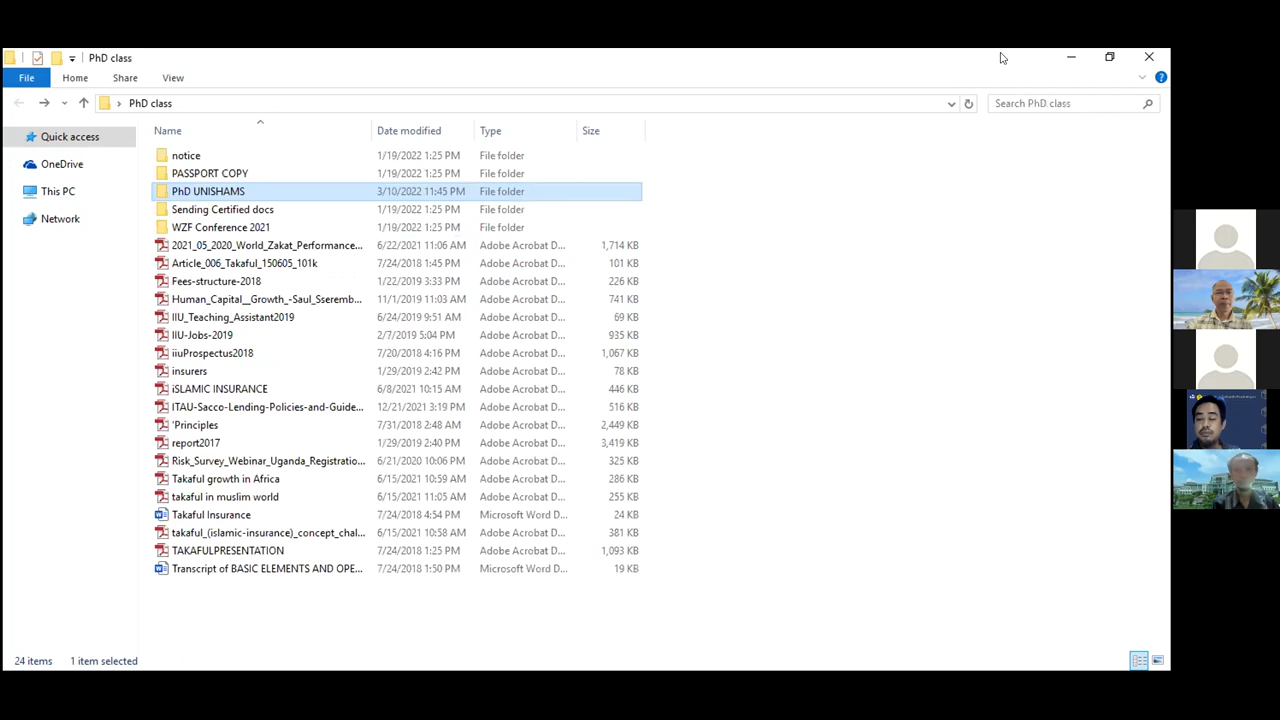 PhD class
File Home Share View
PhD class Search PhD class
Name Date modified Type Size
Quick access
OneDrive
This PC
Network
notice 1/19/2022 1:25 PM File folder
PASSPORT COPY 1/19/2022 1:25 PM File folder
PhD UNISHAMS 3/10/2022 11:45 PM File folder
Sending Certified docs 1/19/2022 1:25 PM File folder
WZF Conference 2021 1/19/2022 1:25 PM File folder
2021_05_2020_World_Zakat_Performance... 6/22/2021 11:06 AM Adobe Acrobat D... 1,714 KB
Article_006_Takaful_150605_101k 7/24/2018 1:45 PM Adobe Acrobat D... 101 KB
Fees-structure-2018 1/22/2019 3:33 PM Adobe Acrobat D... 226 KB
Human_Capital__Growth_-Saul_Sseremb... 11/1/2019 11:03 AM Adobe Acrobat D... 741 KB
IIU_Teaching_Assistant2019 6/24/2019 9:51 AM Adobe Acrobat D... 69 KB
IIU-Jobs-2019 2/7/2019 5:04 PM Adobe Acrobat D... 935 KB
iiuProspectus2018 7/20/2018 4:16 PM Adobe Acrobat D... 1,067 KB
insurers 1/29/2019 2:42 PM Adobe Acrobat D... 78 KB
iSLAMIC INSURANCE 6/8/2021 10:15 AM Adobe Acrobat D... 446 KB
ITAU-Sacco-Lending-Policies-and-Guide... 12/21/2021 3:19 PM Adobe Acrobat D... 516 KB
'Principles 7/31/2018 2:48 AM Adobe Acrobat D... 2,449 KB
report2017 1/29/2019 2:40 PM Adobe Acrobat D... 3,419 KB
Risk_Survey_Webinar_Uganda_Registratio... 6/21/2020 10:06 PM Adobe Acrobat D... 325 KB
Takaful growth in Africa 6/15/2021 10:59 AM Adobe Acrobat D... 286 KB
takaful in muslim world 6/15/2021 11:05 AM Adobe Acrobat D... 255 KB
Takaful Insurance 7/24/2018 4:54 PM Microsoft Word D... 24 KB
takaful_(islamic-insurance)_concept_chal... 6/15/2021 10:58 AM Adobe Acrobat D... 381 KB
TAKAFULPRESENTATION 7/24/2018 1:25 PM Adobe Acrobat D... 1,093 KB
Transcript of BASIC ELEMENTS AND OPE... 7/24/2018 1:50 PM Microsoft Word D... 19 KB
24 items 1 item selected